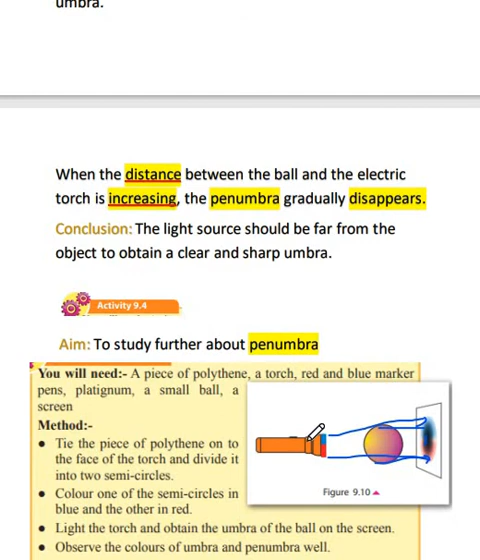 umbra.
When the distance between the ball and the electric
torch is increasing, the penumbra gradually disappears.
Conclusion: The light source should be far from the
object to obtain a clear and sharp umbra.
Activity 9.4
Aim: To study further about penumbra
You will need:- A piece of polythene, a torch, red and blue marker
pens, platignum, a small ball, a
screen
Method:-
• Tie the piece of polythene on to
the face of the torch and divide it
into two semi-circles.
• Colour one of the semi-circles in
blue and the other in red.
Figure 9.10
• Light the torch and obtain the umbra of the ball on the screen.
• Observe the colours of umbra and penumbra well.